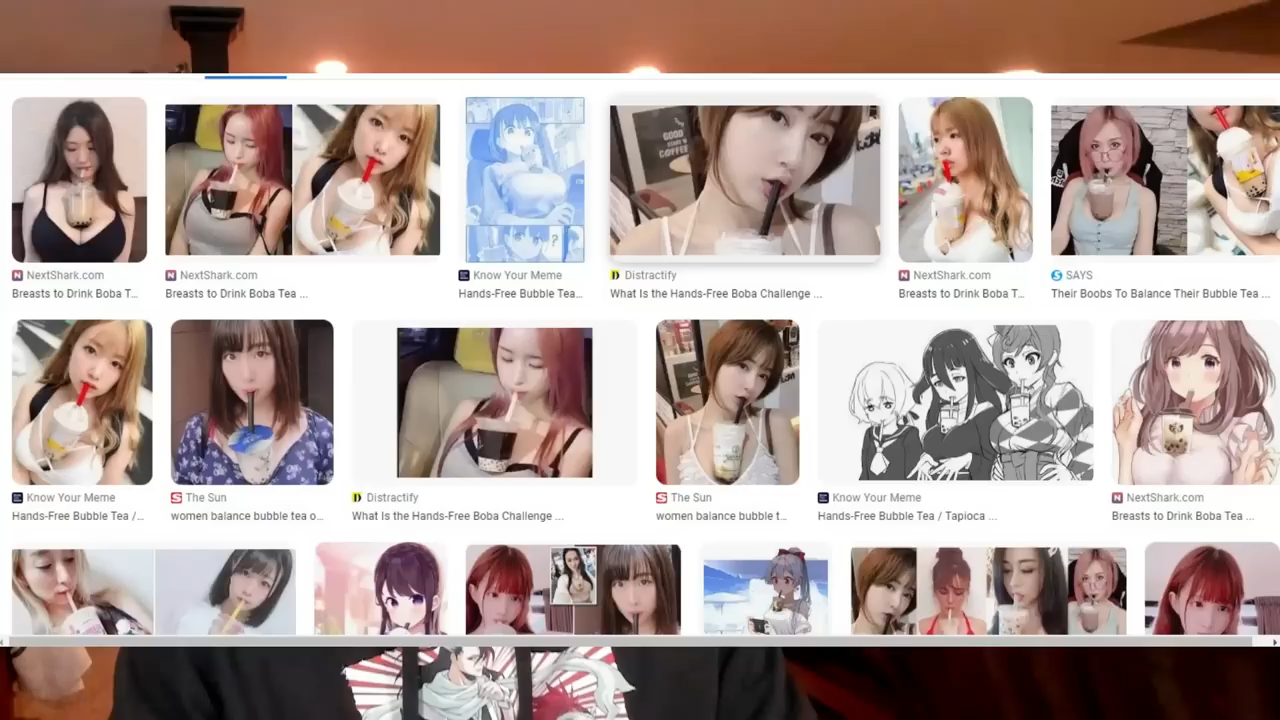 GOOD
COFFEE
NextShark.com
Breasts to Drink Boba T...
NextShark.com
Breasts to Drink Boba Tea ...
Know Your Meme
Hands-Free Bubble Tea...
Distractify
What Is the Hands-Free Boba Challenge ...
NextShark.com
Breasts to Drink Boba T...
SAYS
Their Boobs To Balance Their Bubble Tea ...
Know Your Meme
Hands-Free Bubble Tea /...
The Sun
women balance bubble tea o...
Distractify
What Is the Hands-Free Boba Challenge ...
The Sun
women balance bubble t...
Know Your Meme
Hands-Free Bubble Tea / Tapioca ...
NextShark.com
Breasts to Drink Boba Tea ...